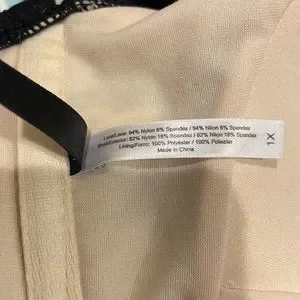 Lace/Lace: 94% Nylon 6% Spandex / 94% Nilon 6% Spandex
Shell/Exterior: 82% Nylon 18% Spandex / 82% Nilon 18% Spandex
Lining/Forro: 100% Polyester / 100% Poliester
Made in China
1X